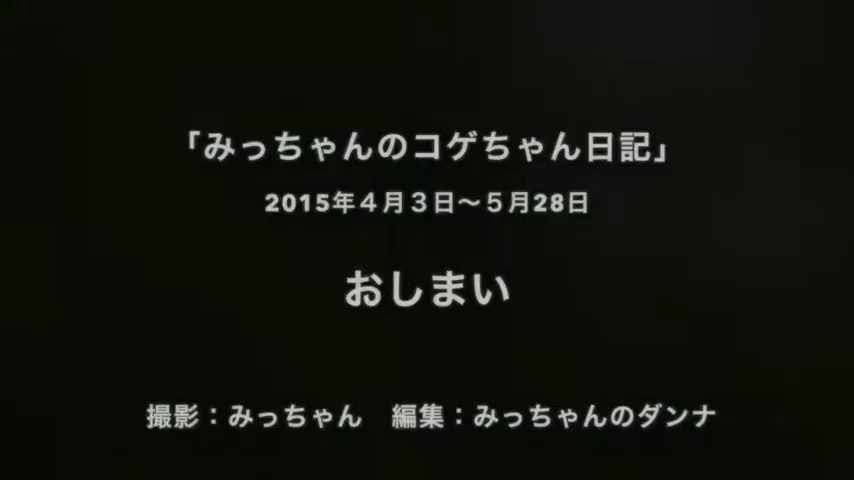 「みっちゃんのコゲちゃん日記」
2015年４月３日～５月28日
おしまい
撮影：みっちゃん　編集：みっちゃんのダンナ